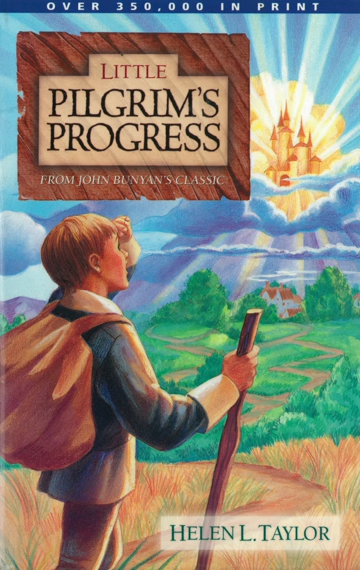 OVER 350,000 IN PRINT
LITTLE
PILGRIM'S
PROGRESS
FROM JOHN BUNYAN'S CLASSIC
HELEN L. TAYLOR